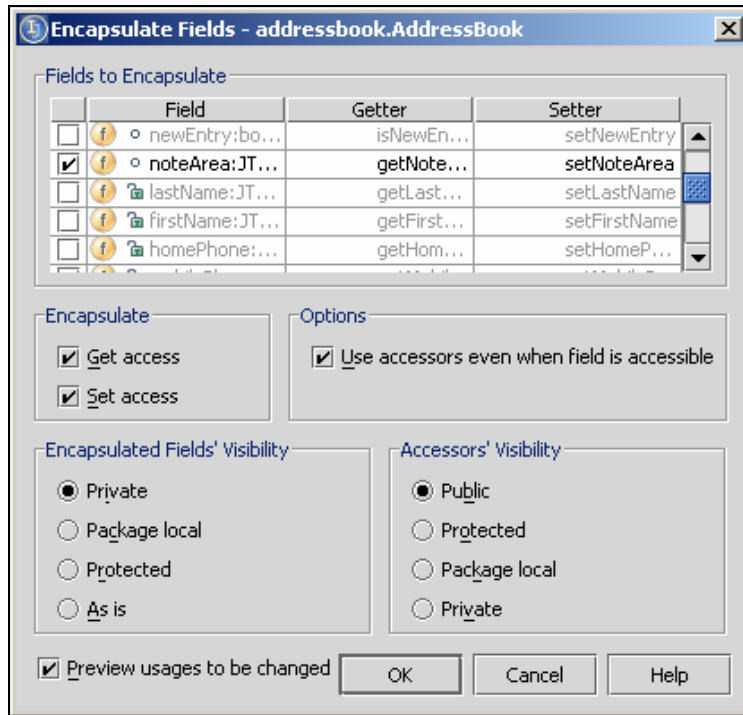 Encapsulate Fields - addressbook.AddressBook
Fields to Encapsulate
Field Getter Setter
newEntry:bo... isNewEn... setNewEntry
noteArea:JT... getNote... setNoteArea
lastName:JT... getLast... setLastName
firstName:JT... getFirst... setFirstName
homePhone:... getHom... setHomeP...
Encapsulate
Get access
Set access
Options
Use accessors even when field is accessible
Encapsulated Fields' Visibility
Private
Package local
Protected
As is
Accessors' Visibility
Public
Protected
Package local
Private
Preview usages to be changed
OK Cancel Help